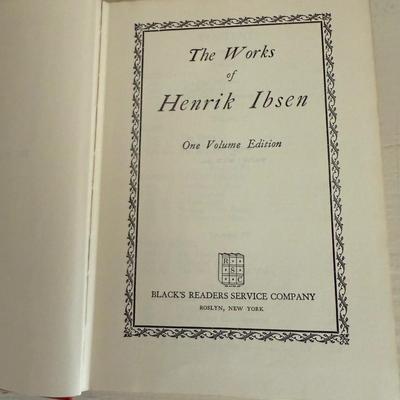 The Works
of
Henrik Ibsen
One Volume Edition
R
S C
BLACK'S READERS SERVICE COMPANY
ROSLYN, NEW YORK